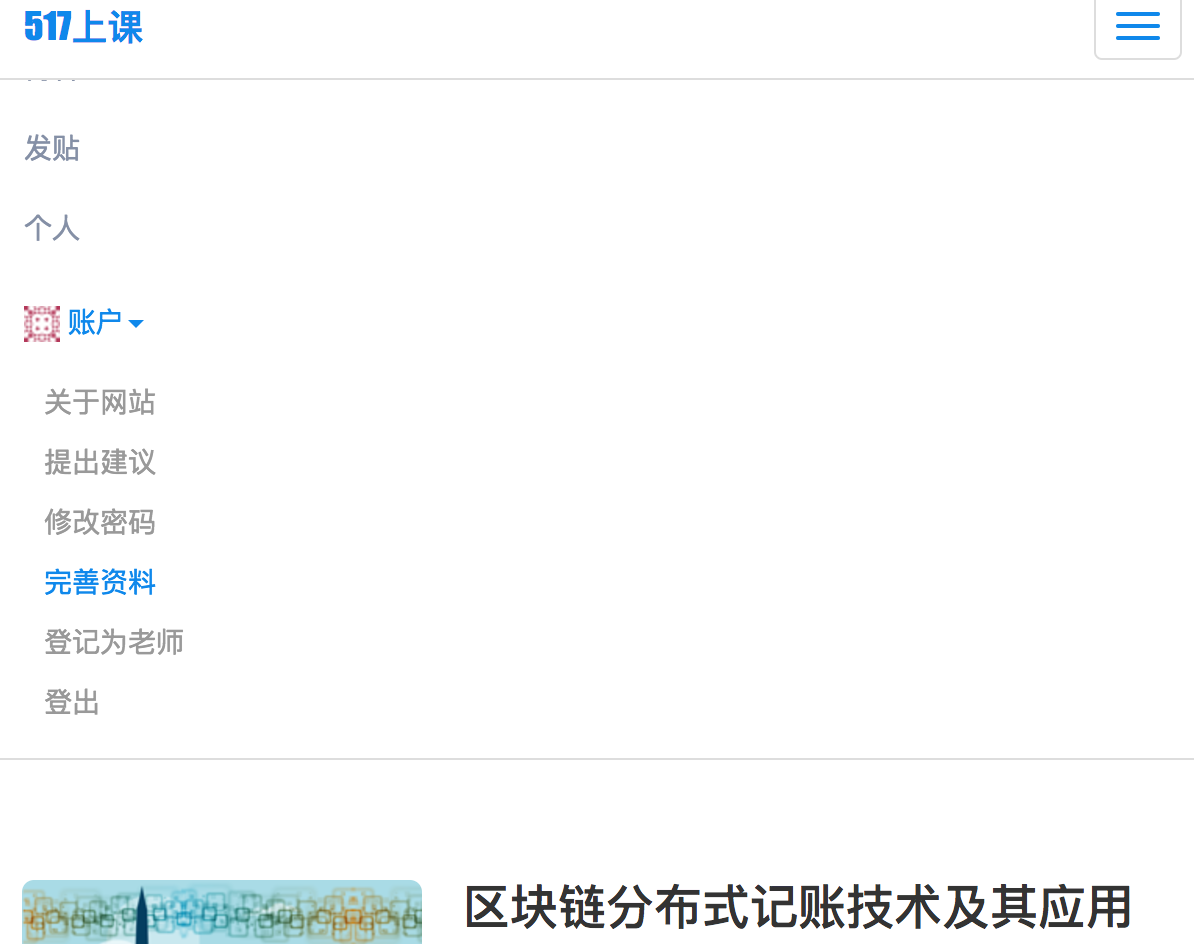 517上课
发贴
个人
账户
关于网站
提出建议
修改密码
完善资料
登记为老师
登出
区块链分布式记账技术及其应用